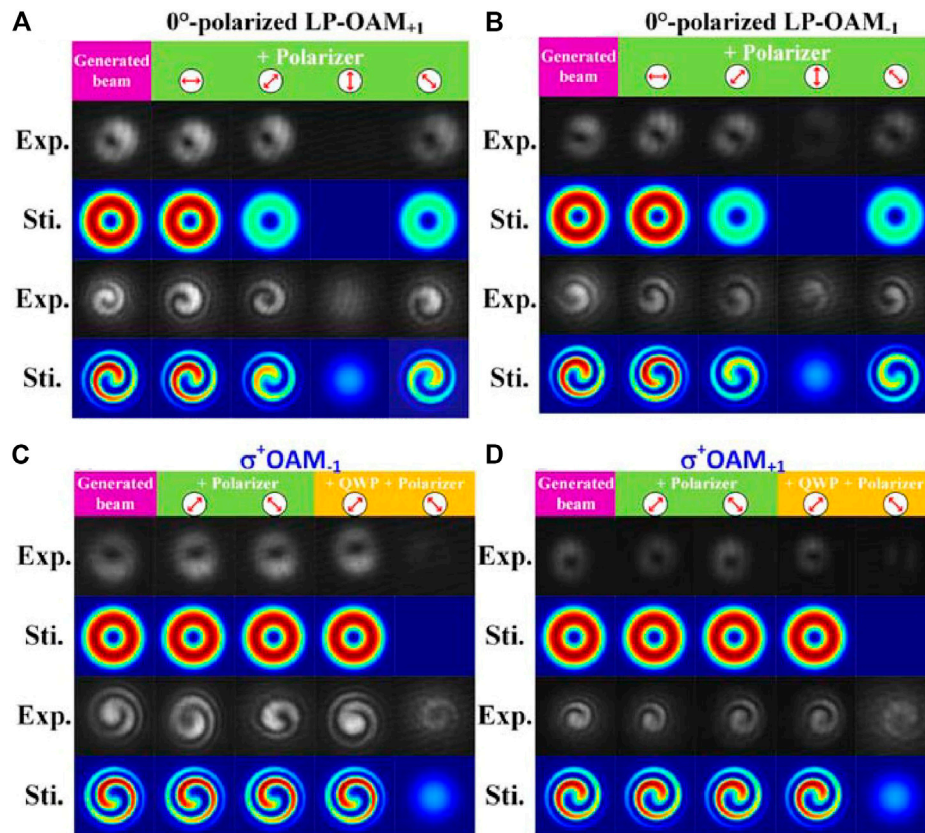 A
0°-polarized LP-OAM+1
Generated beam
+ Polarizer
Exp.
Sti.
Exp.
Sti.
B
0°-polarized LP-OAM-1
Generated beam
+ Polarizer
Exp.
Sti.
Exp.
Sti.
C
σ+OAM-1
Generated beam
+ Polarizer
+ QWP + Polarizer
Exp.
Sti.
Exp.
Sti.
D
σ+OAM+1
Generated beam
+ Polarizer
+ QWP + Polarizer
Exp.
Sti.
Exp.
Sti.